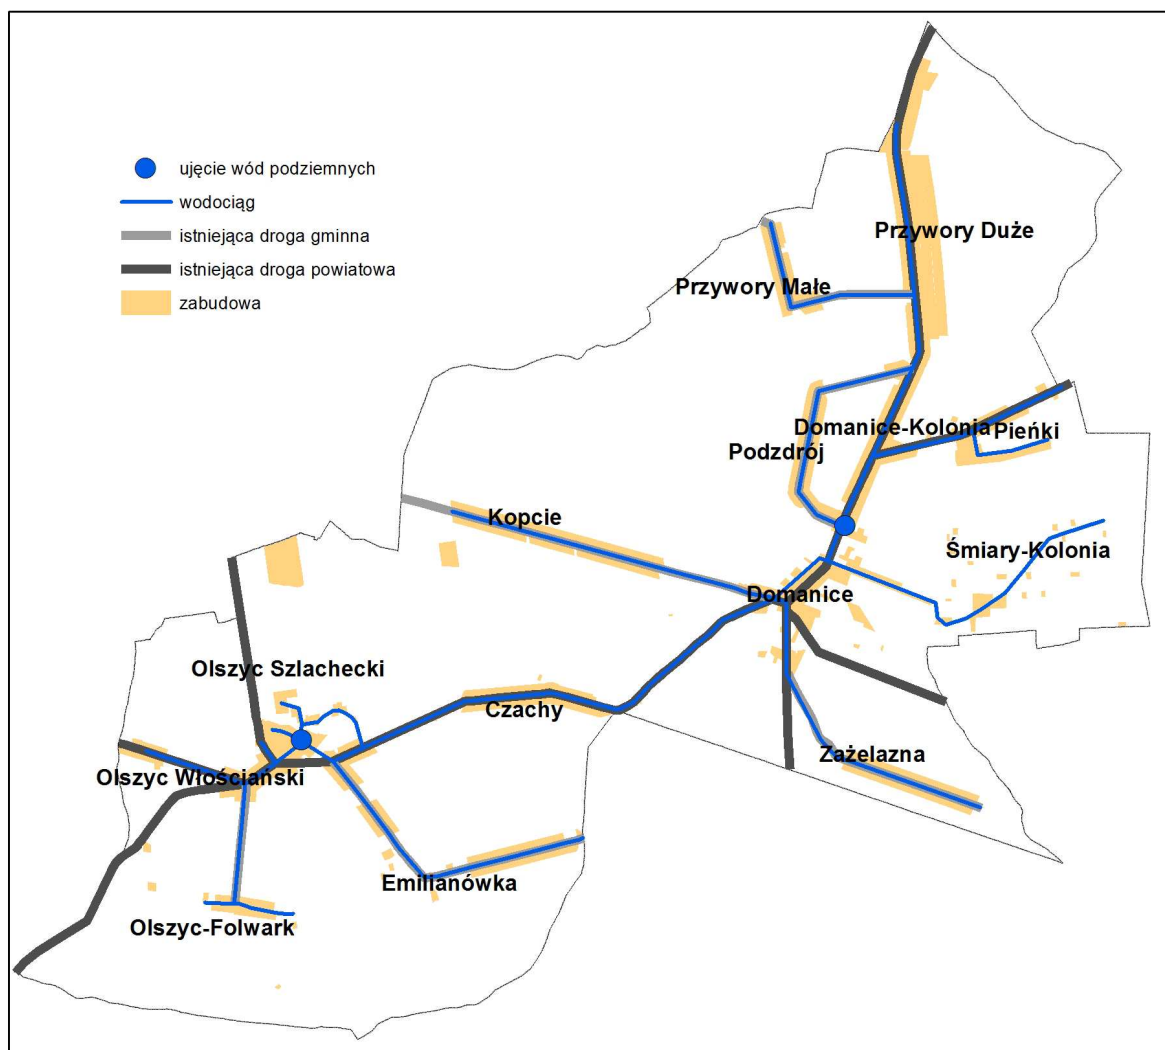 ujęcie wód podziemnych
wodociąg
istniejąca droga gminna
istniejąca droga powiatowa
zabudowa
Przywory Duże
Przywory Małe
Domanice-Kolonia
Pieńki
Podzdrój
Kopcie
Śmiary-Kolonia
Domanice
Olszyc Szlachecki
Czachy
Zażelazna
Olszyc Włościański
Emilianówka
Olszyc-Folwark